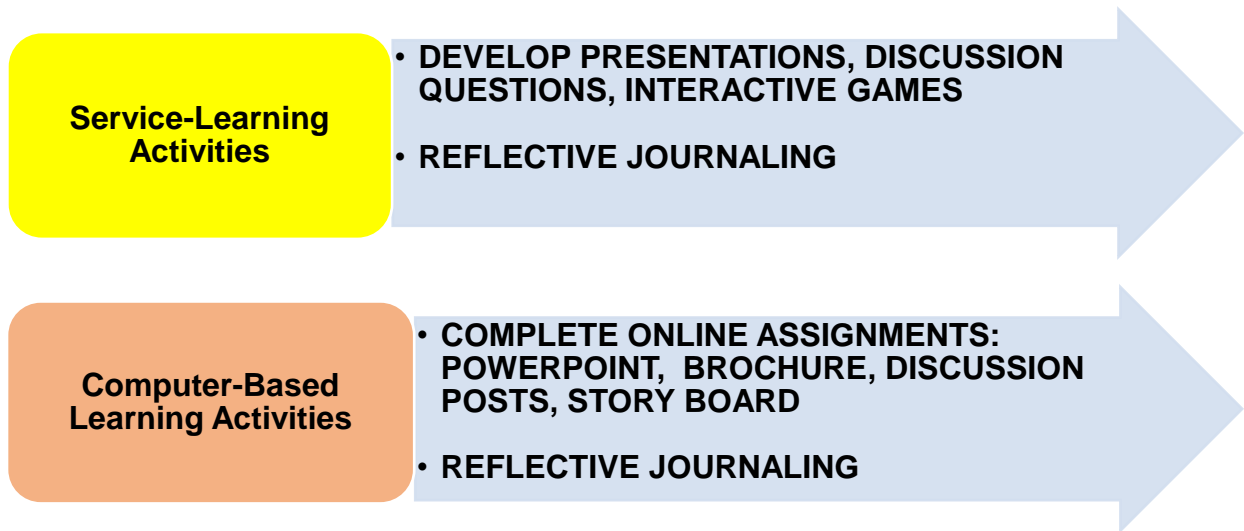 Service-Learning
Activities
• DEVELOP PRESENTATIONS, DISCUSSION
QUESTIONS, INTERACTIVE GAMES
• REFLECTIVE JOURNALING
Computer-Based
Learning Activities
• COMPLETE ONLINE ASSIGNMENTS:
POWERPOINT,  BROCHURE, DISCUSSION
POSTS, STORY BOARD
• REFLECTIVE JOURNALING